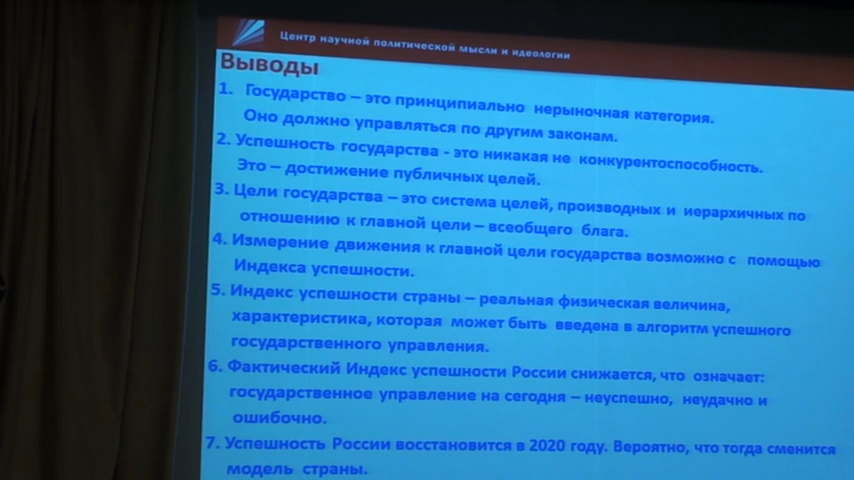 Центр научной политической мысли и идеологии
Выводы
1. Государство – это принципиально нерыночная категория.
Оно должно управляться по другим законам.
2. Успешность государства - это никакая не конкурентоспособность.
Это – достижение публичных целей.
3. Цели государства – это система целей, производных и иерархичных по
отношению к главной цели – всеобщего блага.
4. Измерение движения к главной цели государства возможно с помощью
Индекса успешности.
5. Индекс успешности страны – реальная физическая величина,
характеристика, которая может быть введена в алгоритм успешного
государственного управления.
6. Фактический Индекс успешности России снижается, что означает:
государственное управление на сегодня – неуспешно, неудачно и
ошибочно.
7. Успешность России восстановится в 2020 году. Вероятно, что тогда сменится
модель страны.